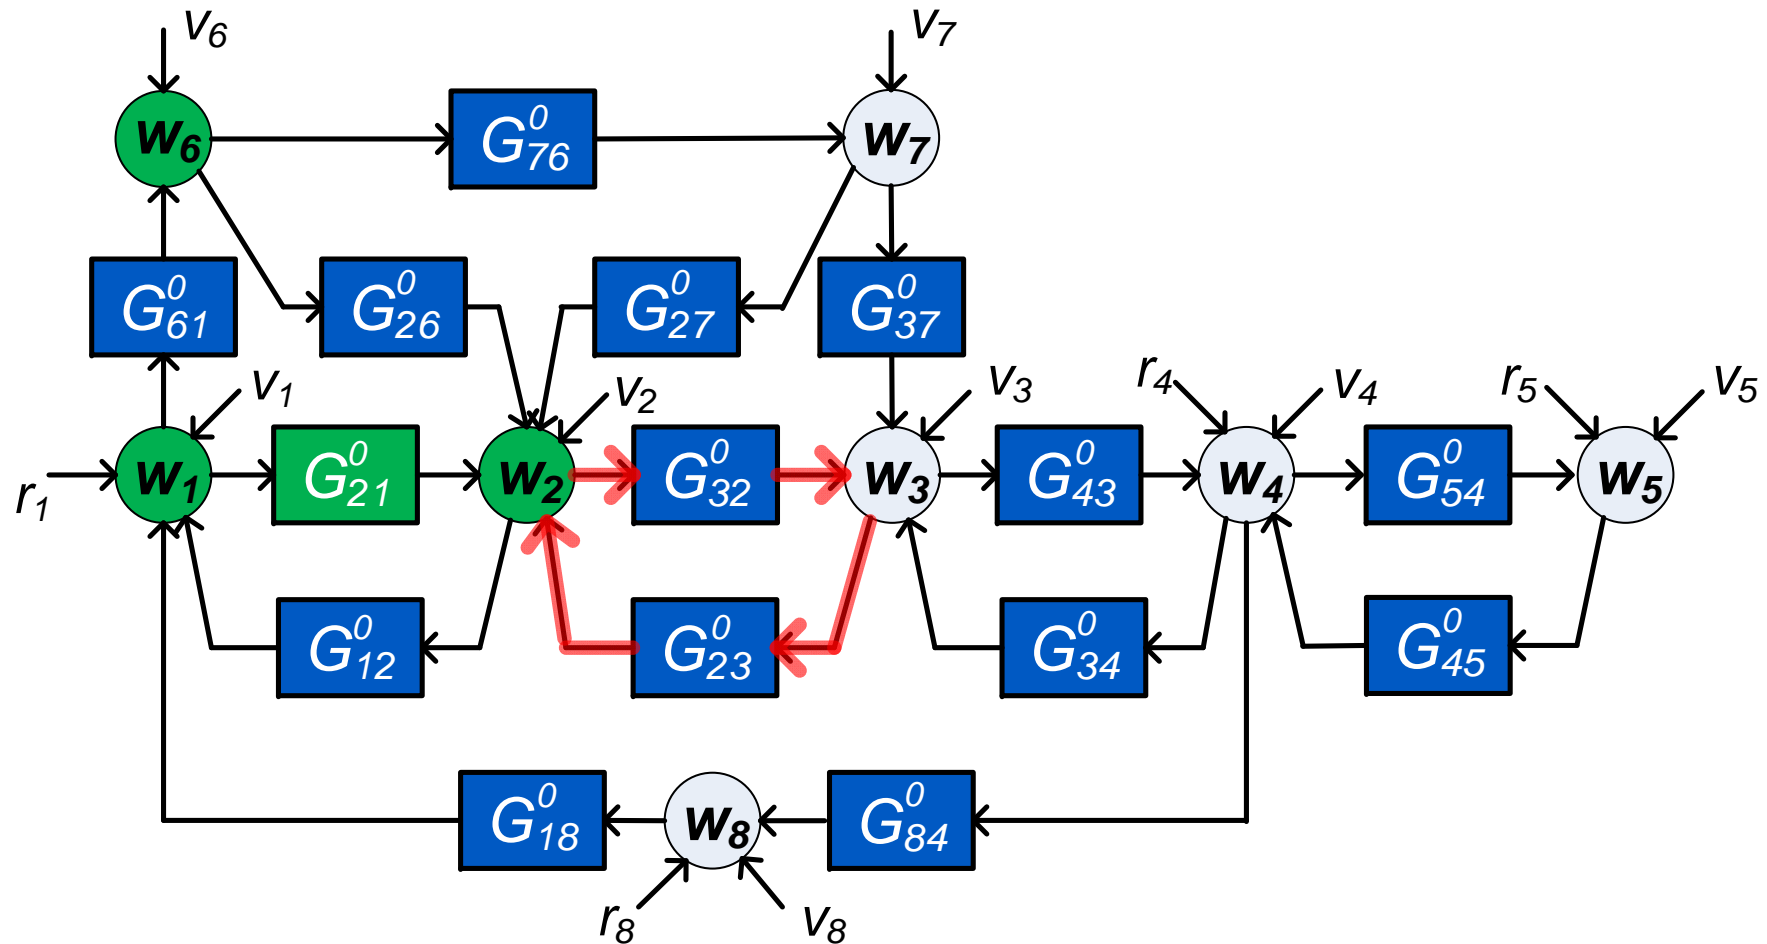 v6 v7
w6 G⁰76 w7
G⁰61 G⁰26 G⁰27 G⁰37
v1 v2 v3 r4 v4 r5 v5
r1 w1 G⁰21 w2 G⁰32 w3 G⁰43 w4 G⁰54 w5
G⁰12 G⁰23 G⁰34 G⁰45
G⁰18 w8 G⁰84
r8 v8